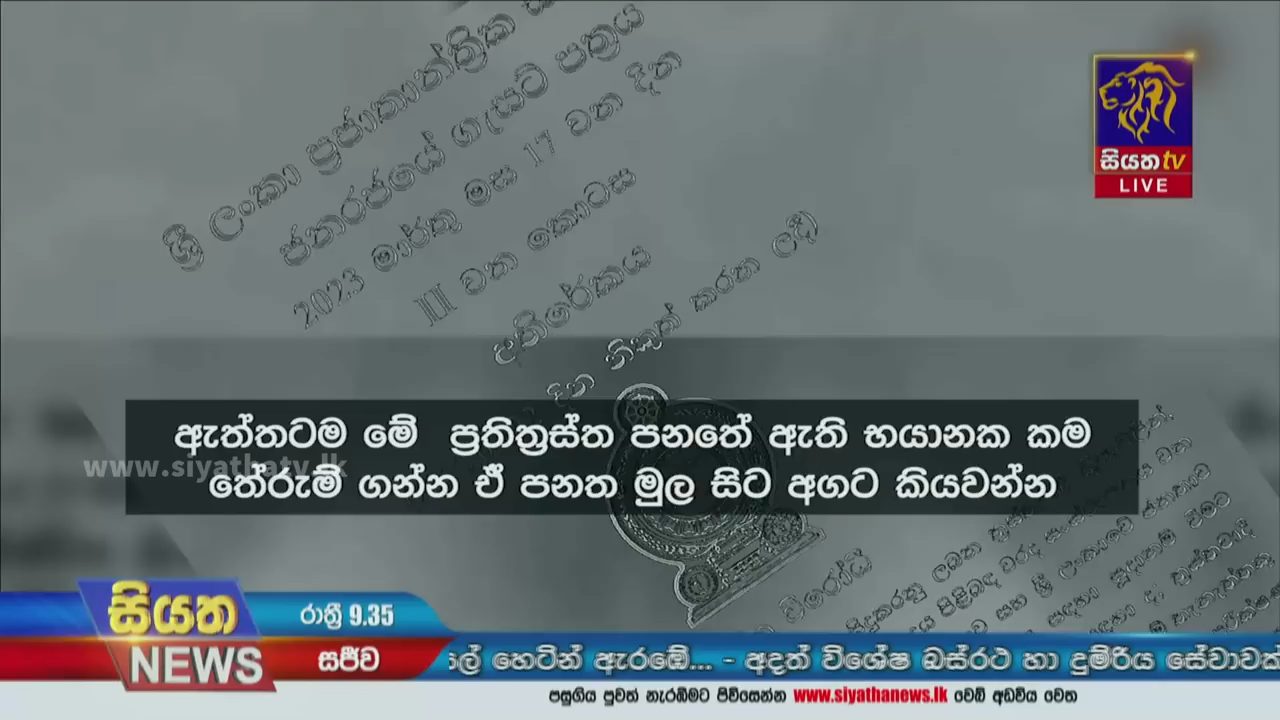 ශ්‍රී ලංකා ප්‍රජාතාන්ත්‍රික
ජනරජයේ ගැසට් පත්‍රය
2023 මාර්තු මස 17 වන දින
II වන කොටස
අතිරේකය
දින නිකුත් කරන ලදී
සියත tv
LIVE
ඇත්තටම මේ ප්‍රතිත්‍රස්ත පනතේ ඇති භයානක කම
තේරුම් ගන්න ඒ පනත මුල සිට අගට කියවන්න
www.siyathatv.lk
විරෝධි
සියත
NEWS
රාත්‍රී 9.35
සජීව
හෙටින් ඇරඹේ... - අදත් විශේෂ බස්රථ හා දුම්රිය සේවාවක්
පසුගිය පුවත් නැරඹීමට පිවිසෙන්න www.siyathanews.lk වෙබ් අඩවිය වෙත